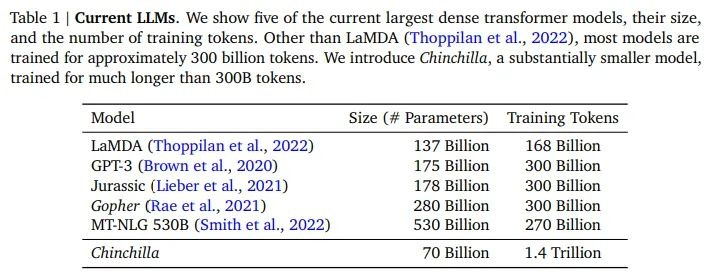 Table 1 | Current LLMs. We show five of the current largest dense transformer models, their size,
and the number of training tokens. Other than LaMDA (Thoppilan et al., 2022), most models are
trained for approximately 300 billion tokens. We introduce Chinchilla, a substantially smaller model,
trained for much longer than 300B tokens.
Model Size (# Parameters) Training Tokens
LaMDA (Thoppilan et al., 2022) 137 Billion 168 Billion
GPT-3 (Brown et al., 2020) 175 Billion 300 Billion
Jurassic (Lieber et al., 2021) 178 Billion 300 Billion
Gopher (Rae et al., 2021) 280 Billion 300 Billion
MT-NLG 530B (Smith et al., 2022) 530 Billion 270 Billion
Chinchilla 70 Billion 1.4 Trillion